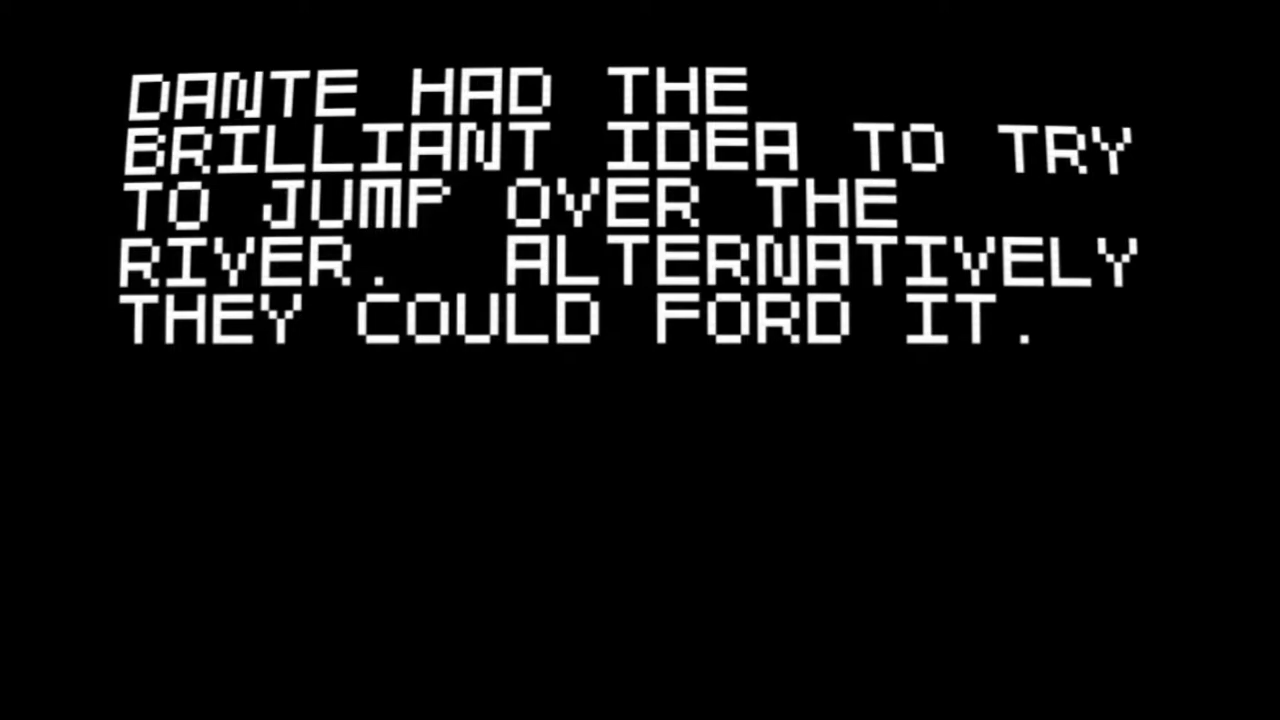 DANTE HAD THE
BRILLIANT IDEA TO TRY
TO JUMP OVER THE
RIVER.  ALTERNATIVELY
THEY COULD FORD IT.